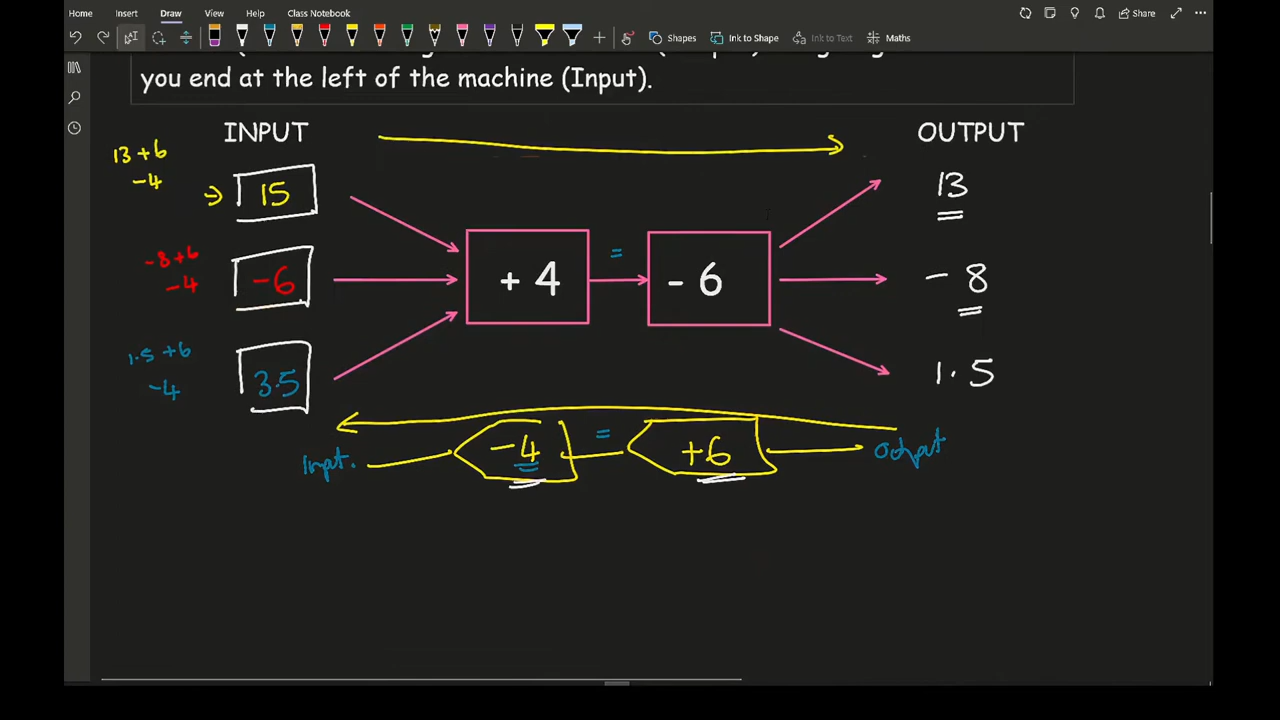 Home Insert Draw View Help Class Notebook
Share
Shapes Ink to Shape Ink to Text Maths
you end at the left of the machine (Input).
INPUT OUTPUT
13 + 6
- 4
15
13
- 8 + 6
- 4
- 6
+ 4 = - 6
- 8
1.5 + 6
- 4
3.5
1.5
Input. - 4 = + 6 Output